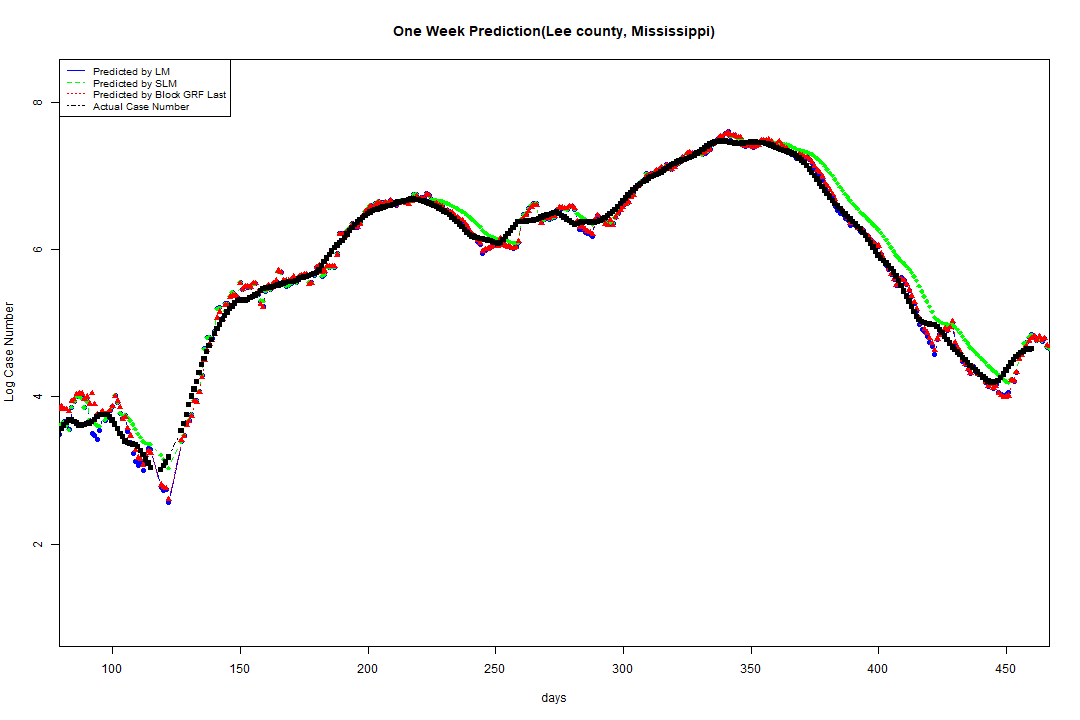 One Week Prediction(Lee county, Mississippi)
Predicted by LM
Predicted by SLM
Predicted by Block GRF Last
Actual Case Number
8
6
4
2
Log Case Number
100 150 200 250 300 350 400 450
days